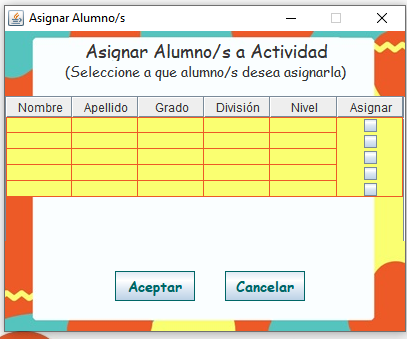 Asignar Alumno/s
Asignar Alumno/s a Actividad
(Seleccione a que alumno/s desea asignarla)
Nombre Apellido Grado División Nivel Asignar
Aceptar Cancelar